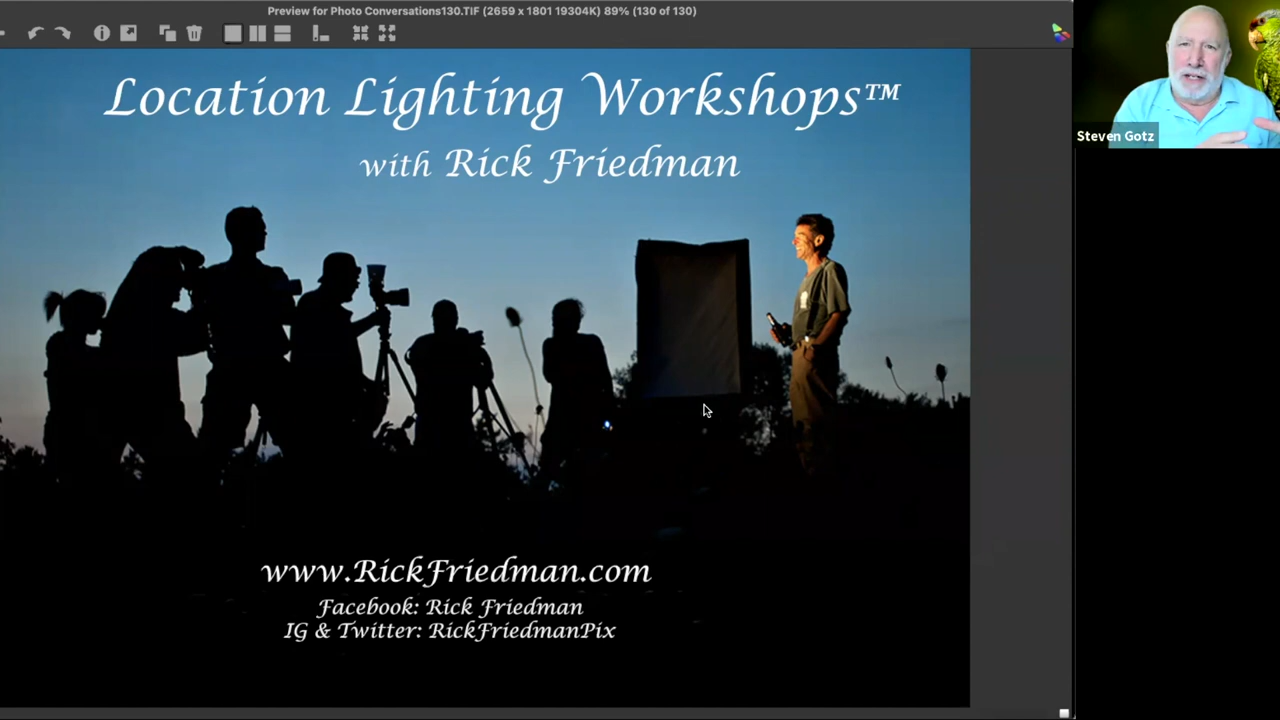 Preview for Photo Conversations130.TIF (2659 x 1801 19304K) 89% (130 of 130)
Location Lighting Workshops™
with Rick Friedman
Steven Gotz
www.RickFriedman.com
Facebook: Rick Friedman
IG & Twitter: RickFriedmanPix